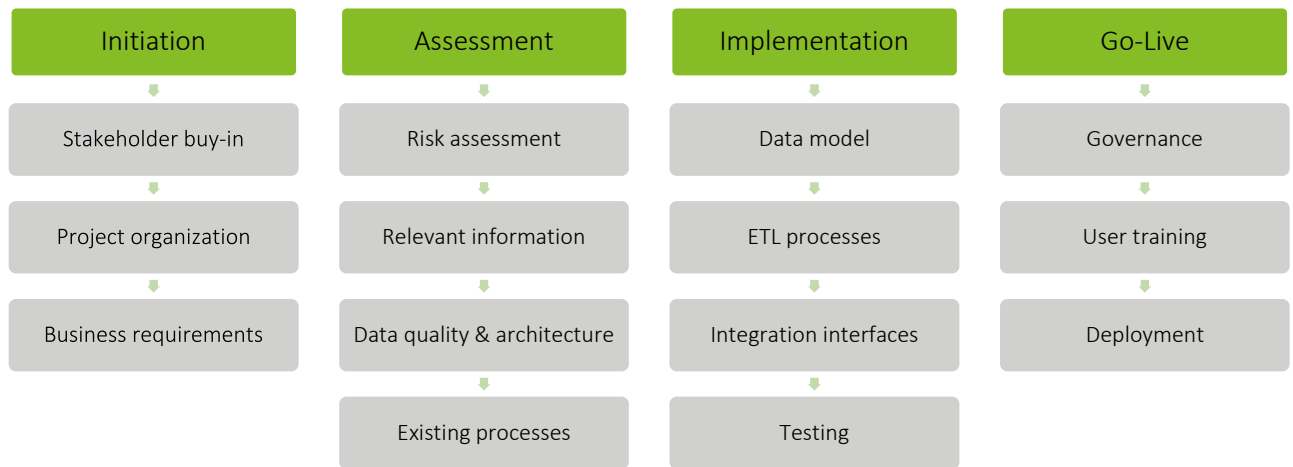 Initiation
Stakeholder buy-in
Project organization
Business requirements
Assessment
Risk assessment
Relevant information
Data quality & architecture
Existing processes
Implementation
Data model
ETL processes
Integration interfaces
Testing
Go-Live
Governance
User training
Deployment